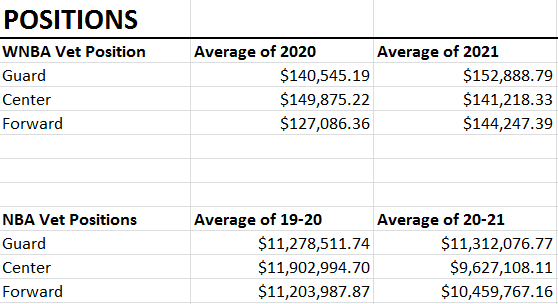 POSITIONS
WNBA Vet Position Average of 2020 Average of 2021
Guard $140,545.19 $152,888.79
Center $149,875.22 $141,218.33
Forward $127,086.36 $144,247.39
NBA Vet Positions Average of 19-20 Average of 20-21
Guard $11,278,511.74 $11,312,076.77
Center $11,902,994.70 $9,627,108.11
Forward $11,203,987.87 $10,459,767.16